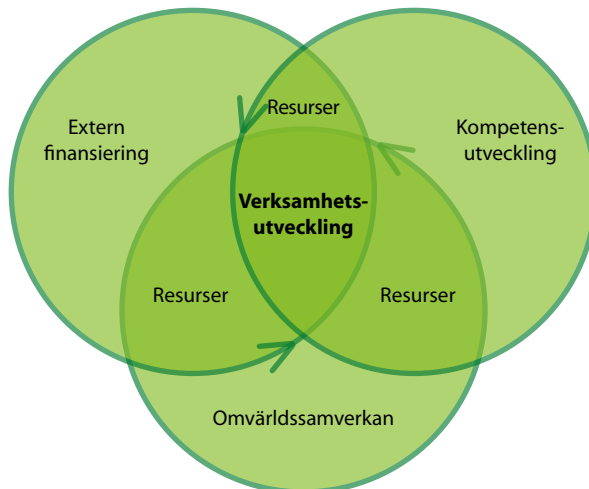 Resurser
Extern
finansiering
Kompetens-
utveckling
Verksamhets-
utveckling
Resurser
Resurser
Omvärldssamverkan